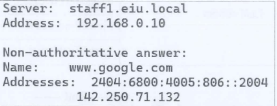 Server:  staff1.eiu.local
Address:  192.168.0.10

Non-authoritative answer:
Name:    www.google.com
Addresses:  2404:6800:4005:806::2004
          142.250.71.132